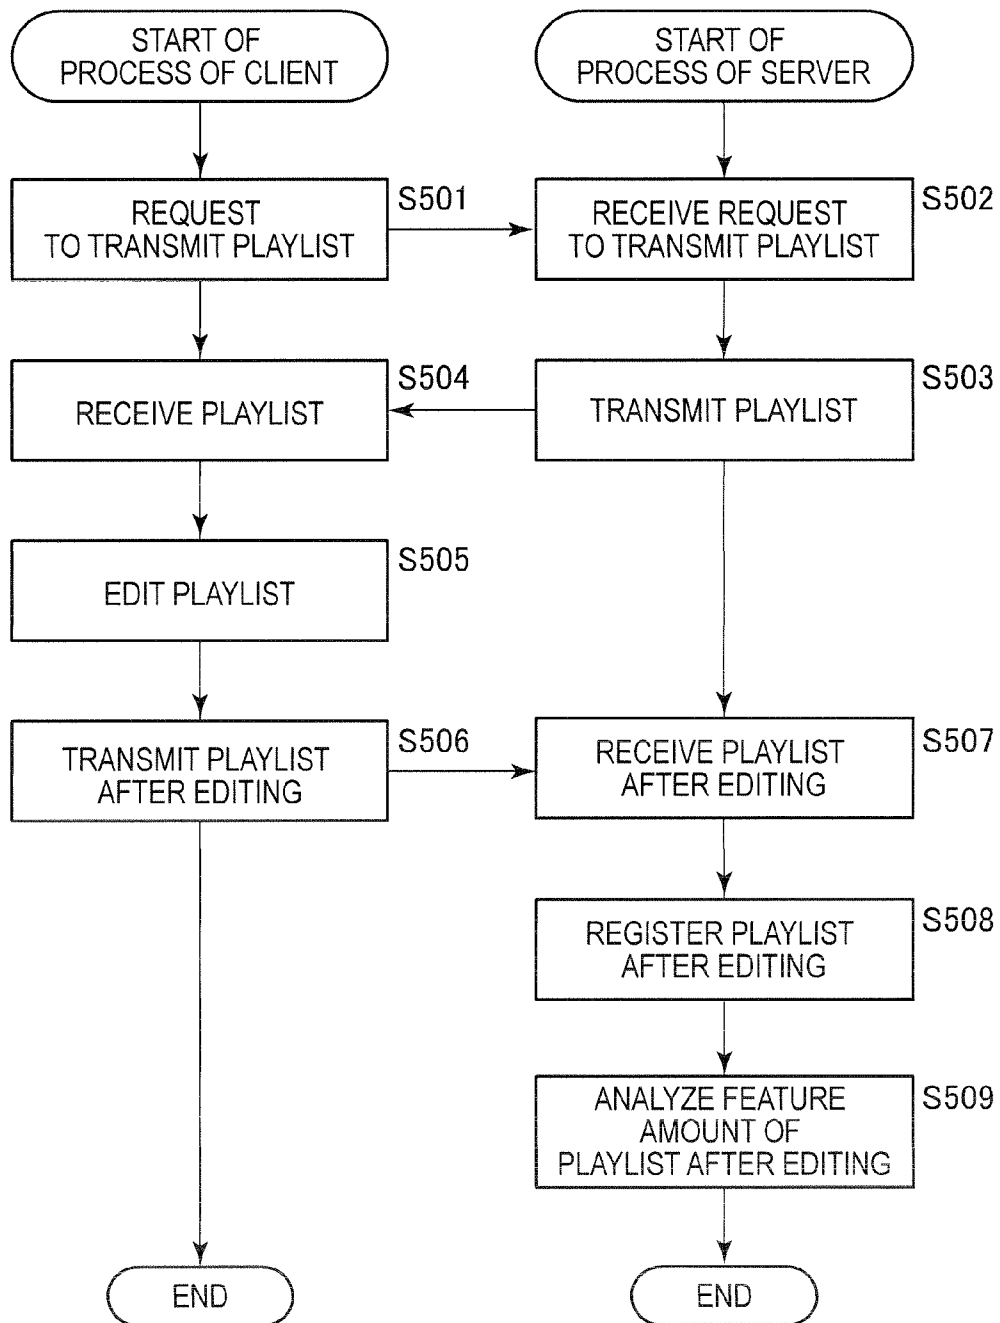 START OF
PROCESS OF CLIENT
START OF
PROCESS OF SERVER
REQUEST
TO TRANSMIT PLAYLIST
S501
RECEIVE REQUEST
TO TRANSMIT PLAYLIST
S502
RECEIVE PLAYLIST
S504
TRANSMIT PLAYLIST
S503
EDIT PLAYLIST
S505
TRANSMIT PLAYLIST
AFTER EDITING
S506
RECEIVE PLAYLIST
AFTER EDITING
S507
REGISTER PLAYLIST
AFTER EDITING
S508
ANALYZE FEATURE
AMOUNT OF
PLAYLIST AFTER EDITING
S509
END
END